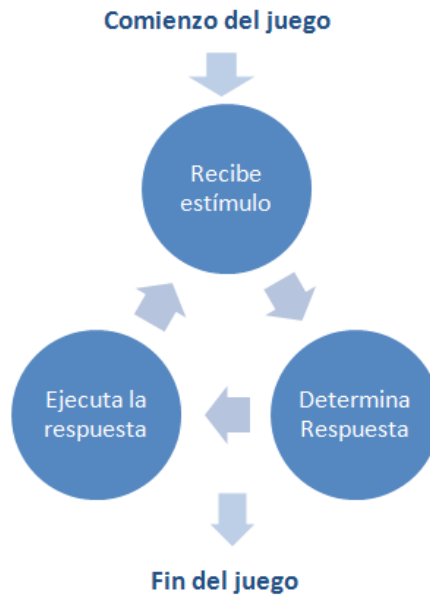 Comienzo del juego
Recibe
estímulo
Ejecuta la
respuesta
Determina
Respuesta
Fin del juego